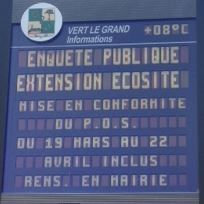 VERT LE GRAND
Informations
+08°C
ENQUETE PUBLIQUE
EXTENSION ECOSITE
MISE EN CONFORMITE
DU P.O.S.
DU 19 MARS AU 22
AVRIL INCLUS
RENS. EN MAIRIE